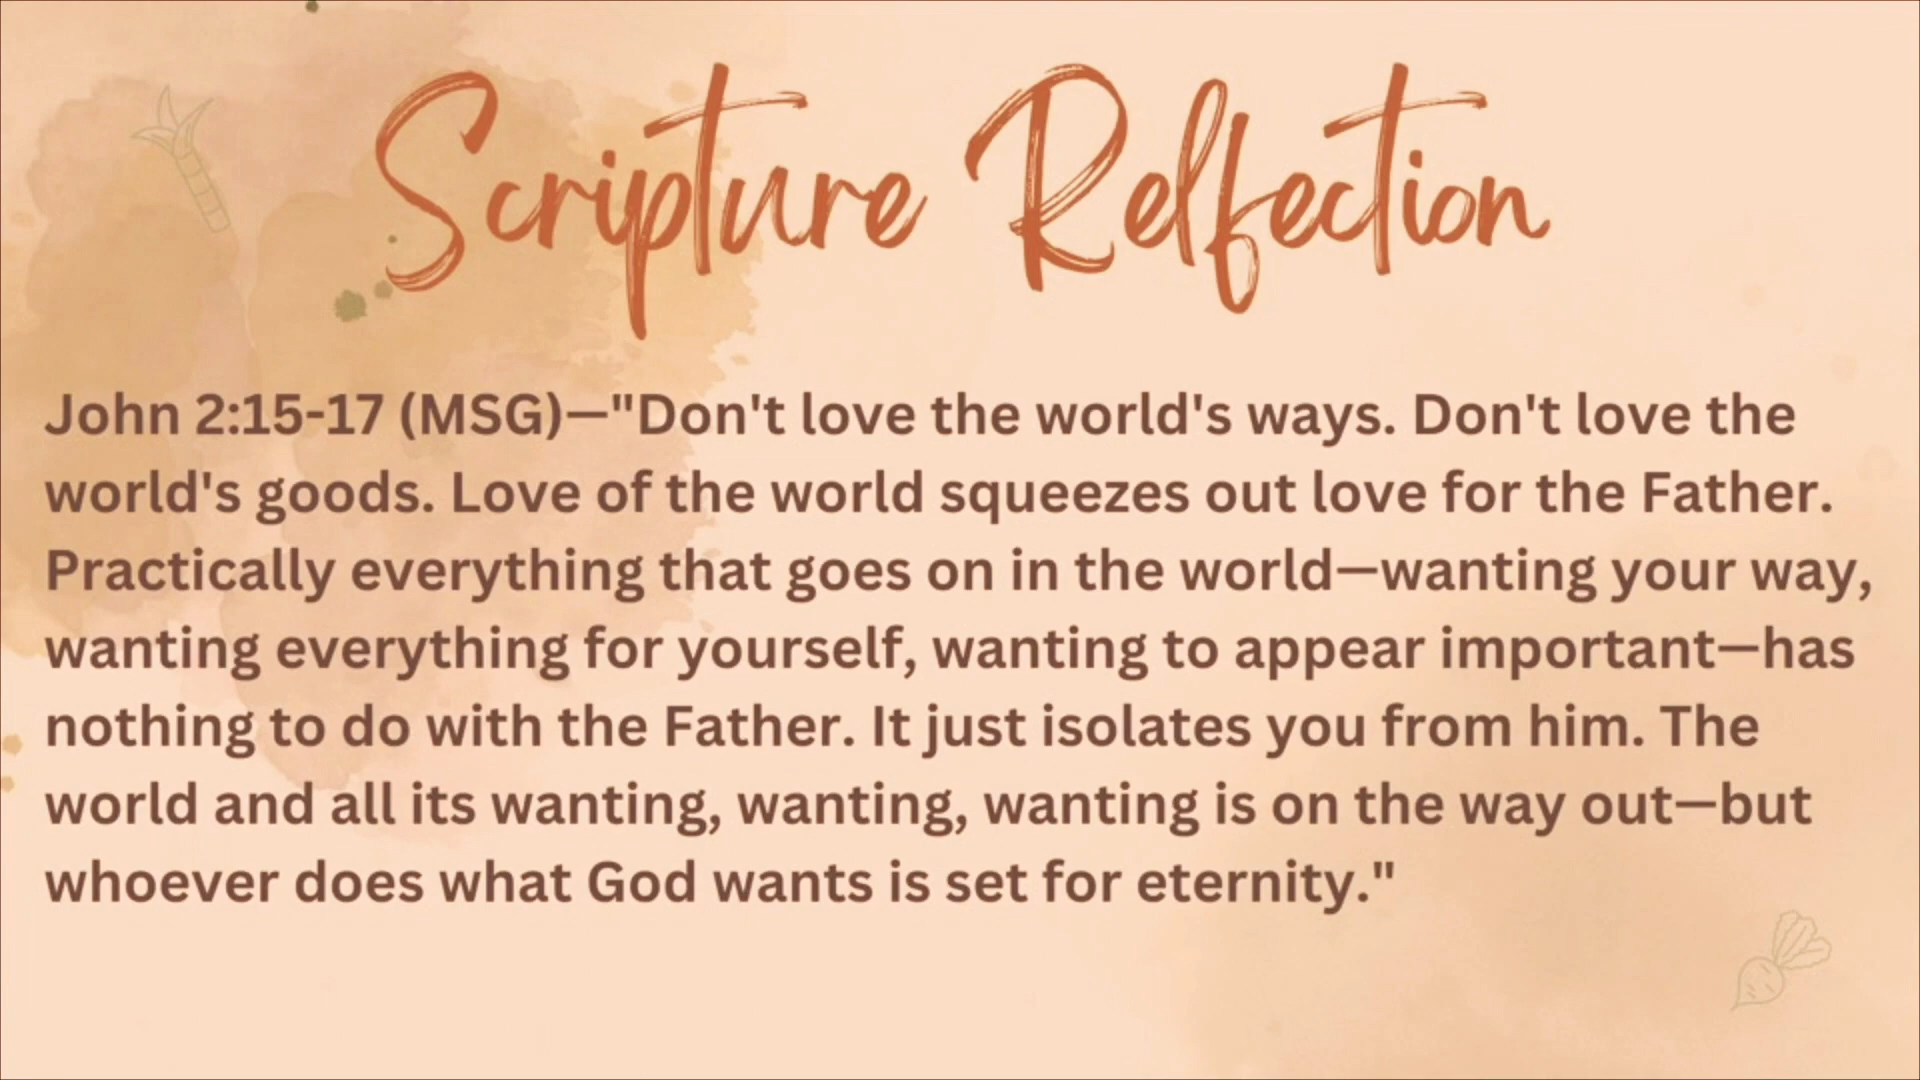 Scripture Relfection
John 2:15-17 (MSG)—"Don't love the world's ways. Don't love the
world's goods. Love of the world squeezes out love for the Father.
Practically everything that goes on in the world—wanting your way,
wanting everything for yourself, wanting to appear important—has
nothing to do with the Father. It just isolates you from him. The
world and all its wanting, wanting, wanting is on the way out—but
whoever does what God wants is set for eternity."